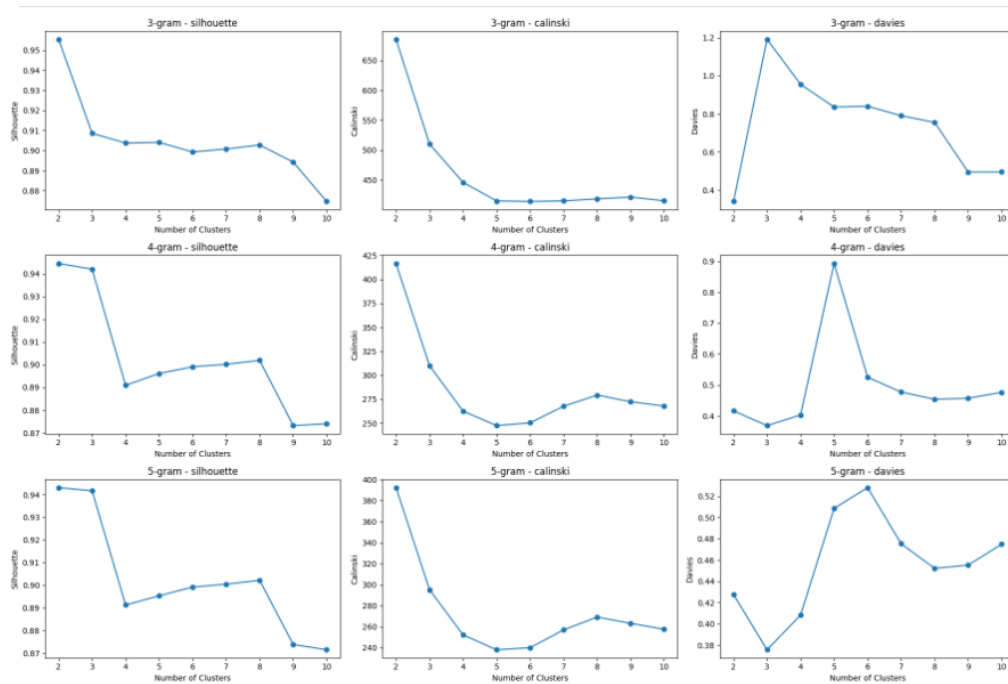 3-gram - silhouette
0.95
0.94
0.93
0.92
0.91
0.90
0.89
0.88
Silhouette
2 3 4 5 6 7 8 9 10
Number of Clusters
3-gram - calinski
650
600
550
500
450
Calinski
2 3 4 5 6 7 8 9 10
Number of Clusters
3-gram - davies
1.2
1.0
0.8
0.6
0.4
Davies
2 3 4 5 6 7 8 9 10
Number of Clusters
4-gram - silhouette
0.94
0.93
0.92
0.91
0.90
0.89
0.88
0.87
Silhouette
2 3 4 5 6 7 8 9 10
Number of Clusters
4-gram - calinski
425
400
375
350
325
300
275
250
Calinski
2 3 4 5 6 7 8 9 10
Number of Clusters
4-gram - davies
0.9
0.8
0.7
0.6
0.5
0.4
Davies
2 3 4 5 6 7 8 9 10
Number of Clusters
5-gram - silhouette
0.94
0.93
0.92
0.91
0.90
0.89
0.88
0.87
Silhouette
2 3 4 5 6 7 8 9 10
Number of Clusters
5-gram - calinski
400
380
360
340
320
300
280
260
240
Calinski
2 3 4 5 6 7 8 9 10
Number of Clusters
5-gram - davies
0.52
0.50
0.48
0.46
0.44
0.42
0.40
0.38
Davies
2 3 4 5 6 7 8 9 10
Number of Clusters